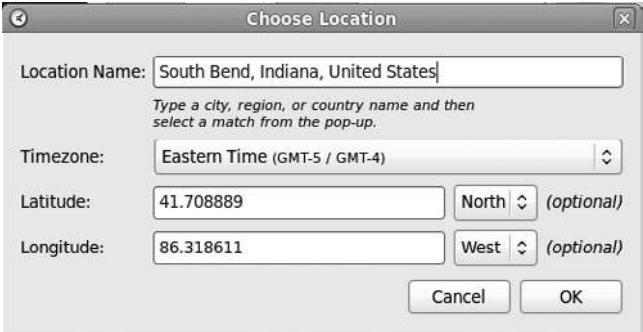 Choose Location
Location Name: South Bend, Indiana, United States
Type a city, region, or country name and then
select a match from the pop-up.
Timezone: Eastern Time (GMT-5 / GMT-4)
Latitude: 41.708889 North (optional)
Longitude: 86.318611 West (optional)
Cancel OK